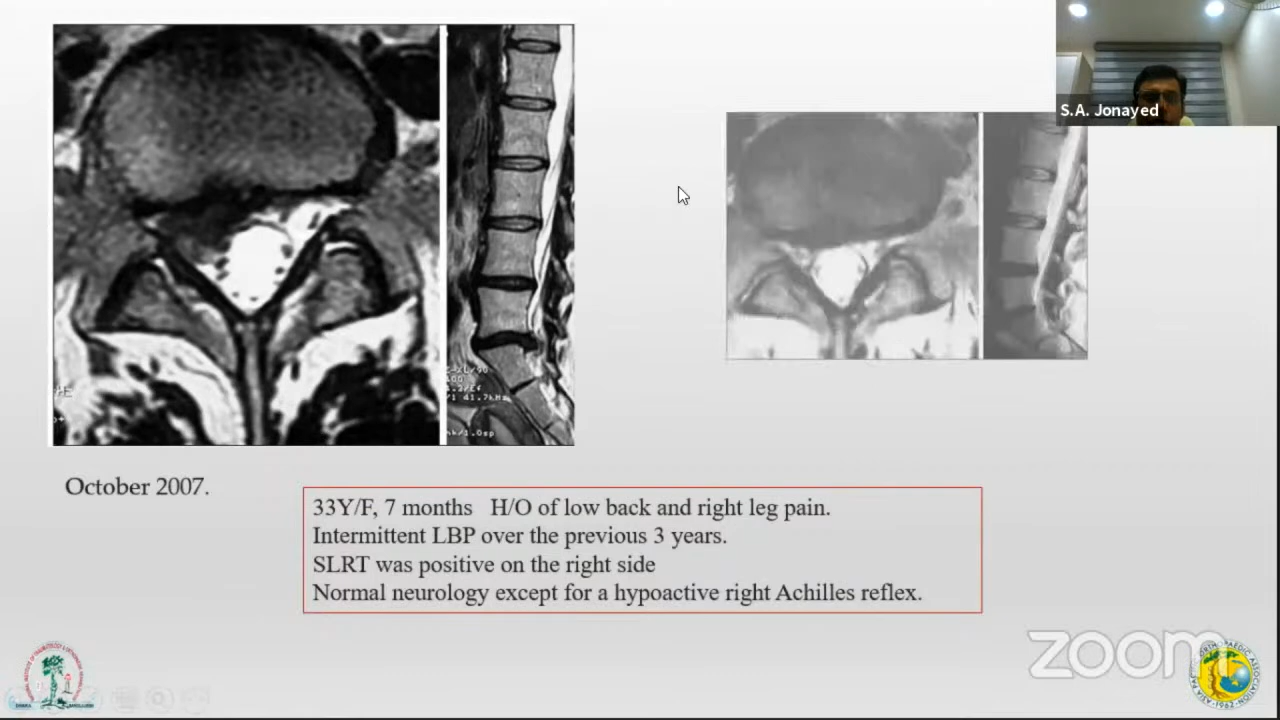 S.A. Jonayed
October 2007.
33Y/F, 7 months H/O of low back and right leg pain.
Intermittent LBP over the previous 3 years.
SLRT was positive on the right side
Normal neurology except for a hypoactive right Achilles reflex.
zoom